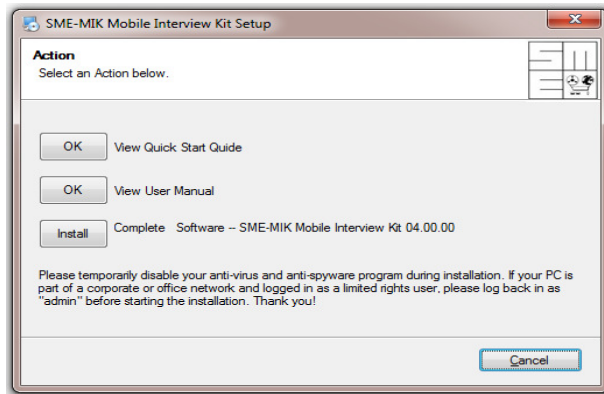 SME-MIK Mobile Interview Kit Setup
Action
Select an Action below.
OK View Quick Start Quide
OK View User Manual
Install Complete Software -- SME-MIK Mobile Interview Kit 04.00.00
Please temporarily disable your anti-virus and anti-spyware program during installation. If your PC is
part of a corporate or office network and logged in as a limited rights user, please log back in as
"admin" before starting the installation. Thank you!
Cancel